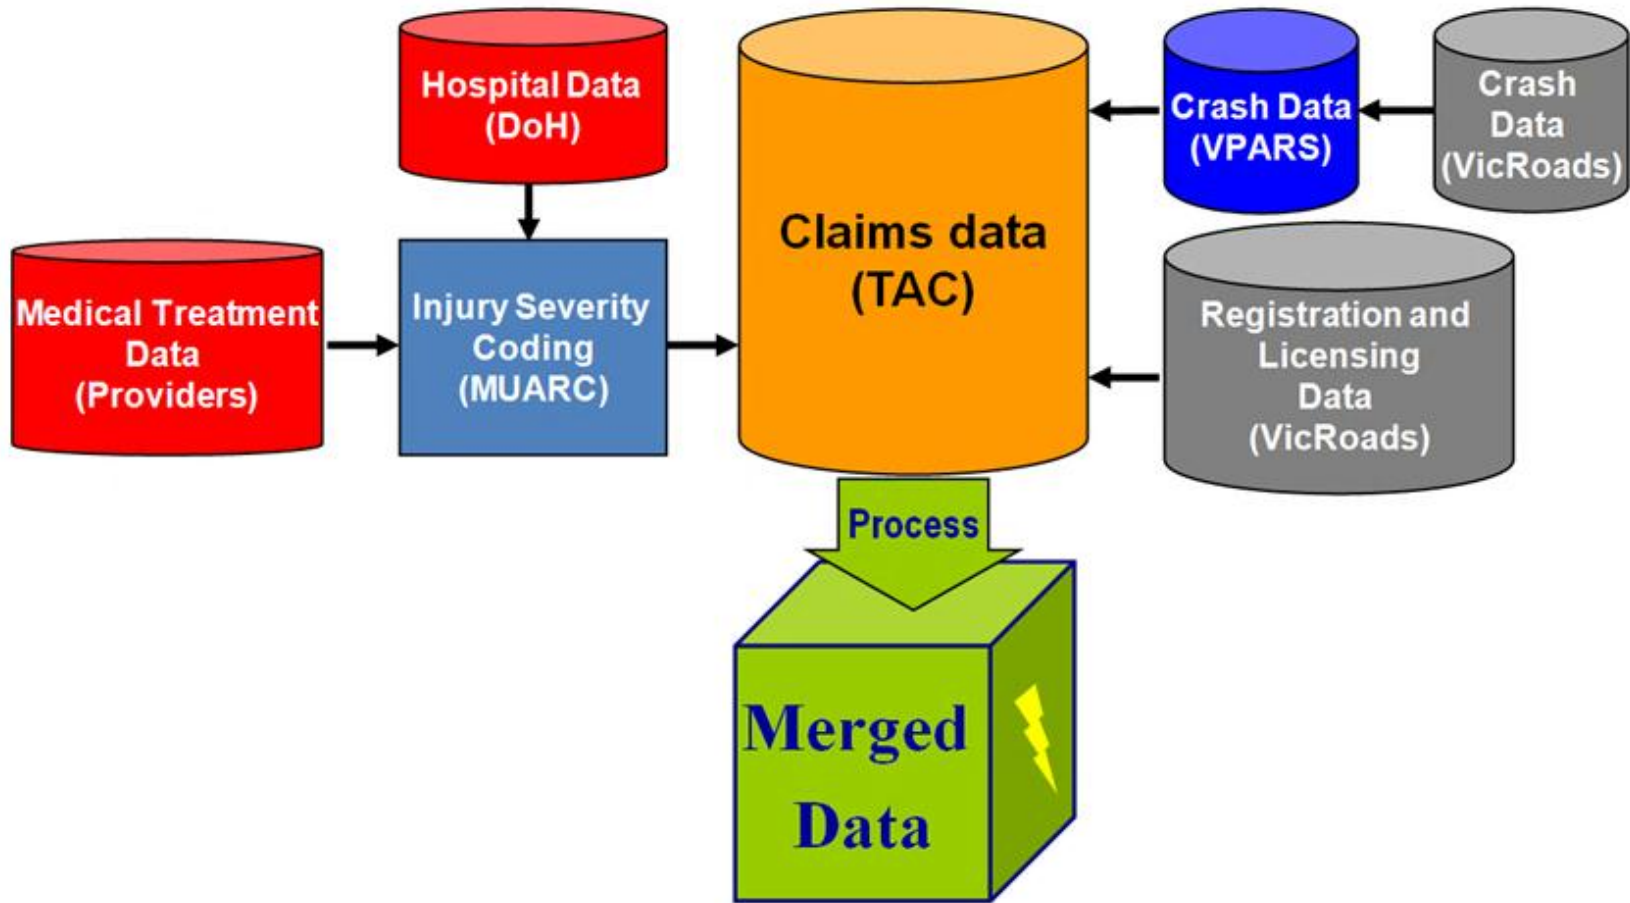 Hospital Data
(DoH)
Medical Treatment
Data
(Providers)
Injury Severity
Coding
(MUARC)
Claims data
(TAC)
Crash Data
(VPARS)
Crash
Data
(VicRoads)
Registration and
Licensing
Data
(VicRoads)
Process
Merged
Data